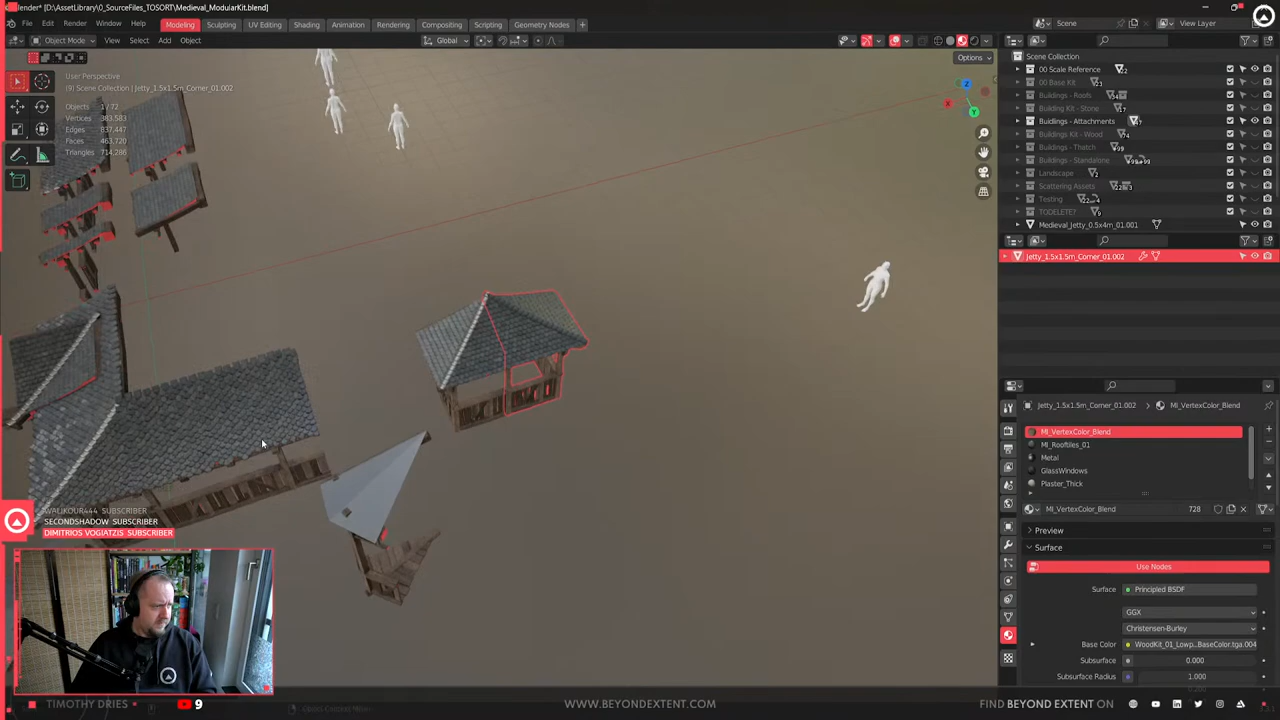 Blender* [D:\AssetLibrary\0_SourceFiles_TOSORT\Medieval_ModularKit.blend]
File Edit Render Window Help
Modeling Sculpting UV Editing Shading Animation Rendering Compositing Scripting Geometry Nodes +
Scene View Layer
Object Mode View Select Add Object Global
Options
User Perspective
(9) Scene Collection | Jetty_1.5x1.5m_Corner_01.002
Objects 1/72
Vertices 383,583
Edges 837,447
Faces 463,720
Triangles 714,286
X
Y
Z
Scene Collection
00 Scale Reference
00 Base Kit
Buildings - Roofs
Building Kit - Stone
Buidlings - Attachments
Buildings Kit - Wood
Buildings - Thatch
Buildings - Standalone
Landscape
Scattering Assets
Testing
TODELETE?
Medieval_Jetty_0.5x4m_01.001
Jetty_1.5x1.5m_Corner_01.002
Jetty_1.5x1.5m_Corner_01.002 MI_VertexColor_Blend
MI_VertexColor_Blend
MI_Rooftiles_01
Metal
GlassWindows
Plaster_Thick
MI_VertexColor_Blend 728
Preview
Surface
Use Nodes
Surface Principled BSDF
GGX
Christensen-Burley
Base Color WoodKit_01_Lowp...BaseColor.tga.004
Subsurface 0.000
Subsurface Radius 1.000
WALIKOUR444 SUBSCRIBER
SECONDSHADOW SUBSCRIBER
DIMITRIOS VOGIATZIS SUBSCRIBER
TIMOTHY DRIES 9 WWW.BEYONDEXTENT.COM FIND BEYOND EXTENT ON